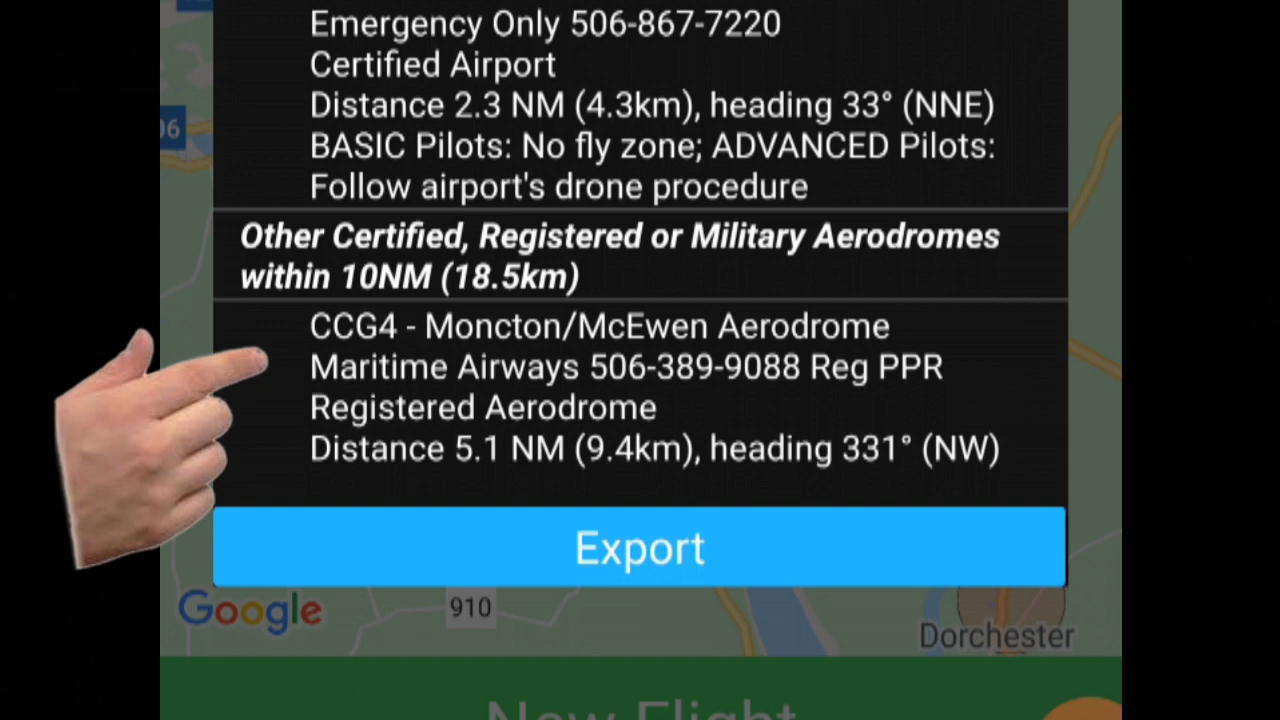 Emergency Only 506-867-7220
Certified Airport
Distance 2.3 NM (4.3km), heading 33° (NNE)
BASIC Pilots: No fly zone; ADVANCED Pilots:
Follow airport's drone procedure
Other Certified, Registered or Military Aerodromes
within 10NM (18.5km)
CCG4 - Moncton/McEwen Aerodrome
Maritime Airways 506-389-9088 Reg PPR
Registered Aerodrome
Distance 5.1 NM (9.4km), heading 331° (NW)
Export
Google
910
Dorchester
New Flight